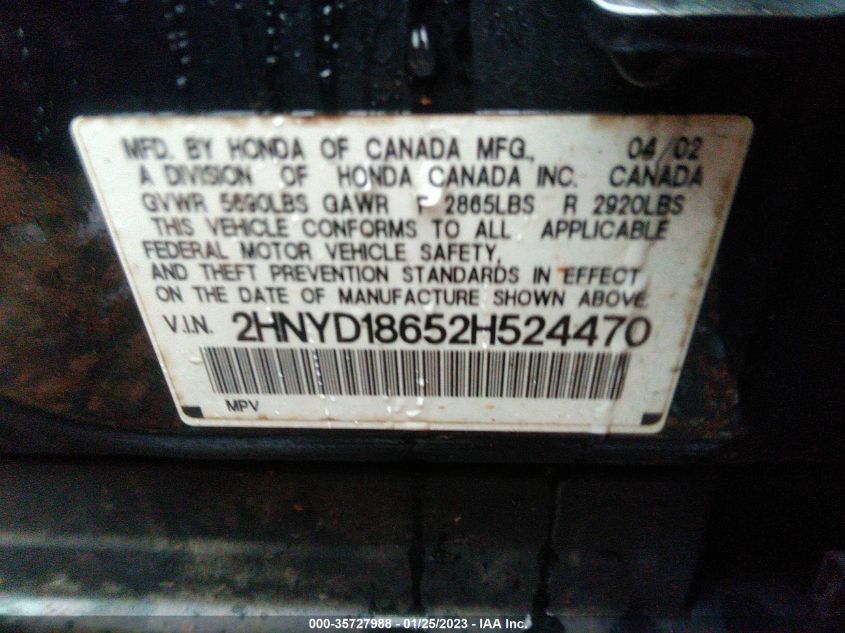 MFD. BY HONDA OF CANADA MFG., 04/02
A DIVISION OF HONDA CANADA INC. CANADA
GVWR 5690LBS GAWR F 2865LBS R 2920LBS
THIS VEHICLE CONFORMS TO ALL APPLICABLE
FEDERAL MOTOR VEHICLE SAFETY,
AND THEFT PREVENTION STANDARDS IN EFFECT
ON THE DATE OF MANUFACTURE SHOWN ABOVE.
V.I.N. 2HNYD18652H524470
MPV
000-35727988 - 01/25/2023 - IAA Inc.